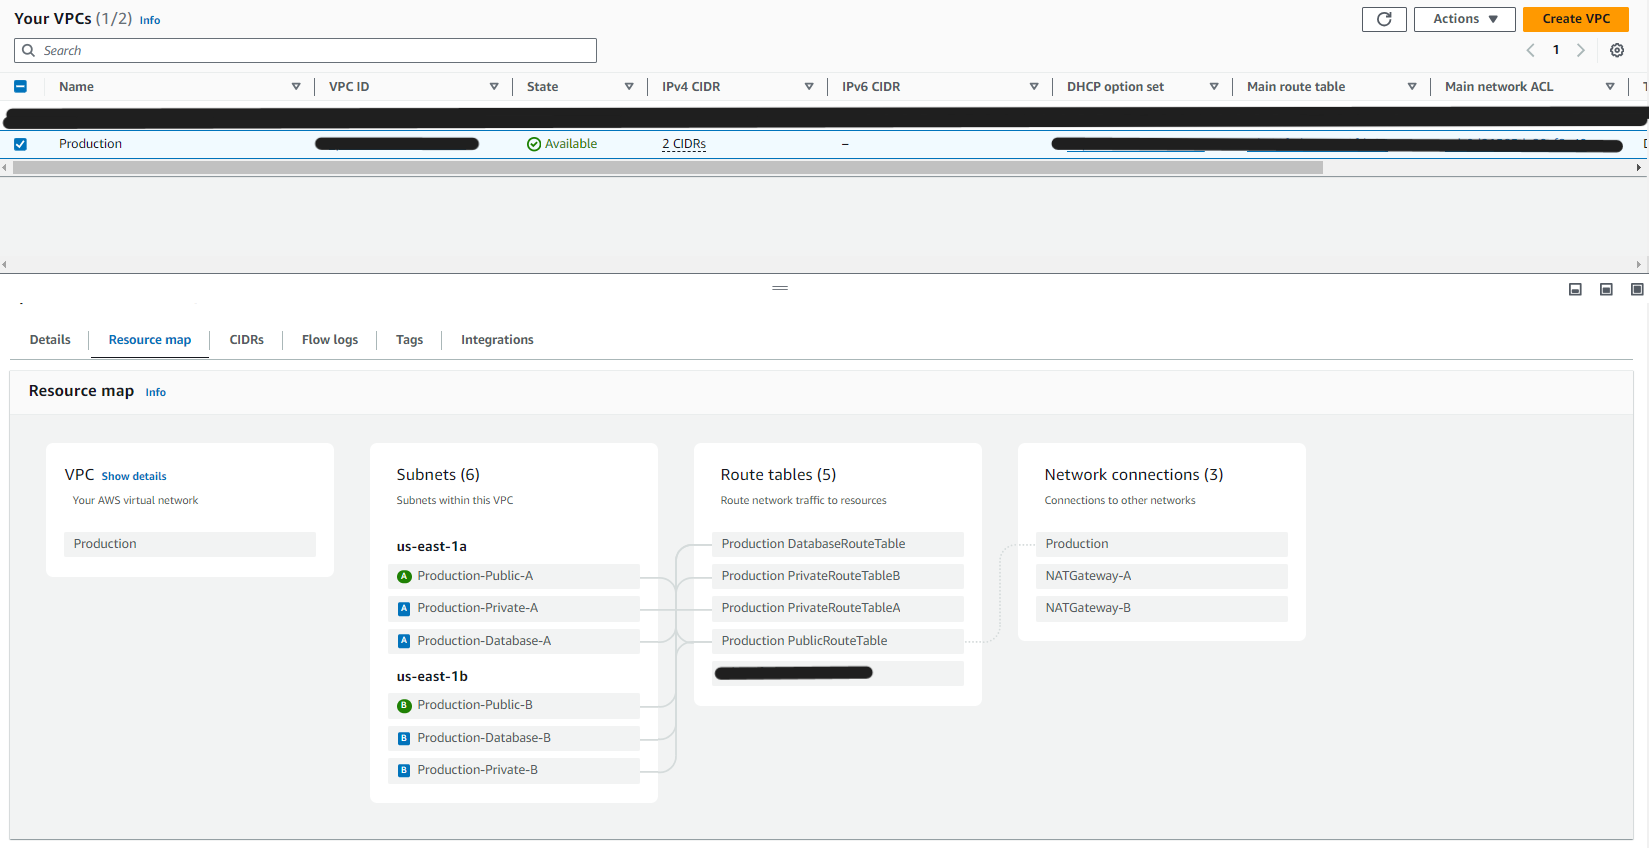 Your VPCs (1/2) Info
Actions
Create VPC
Search
1
Name VPC ID State IPv4 CIDR IPv6 CIDR DHCP option set Main route table Main network ACL
Production Available 2 CIDRs –
Details Resource map CIDRs Flow logs Tags Integrations
Resource map Info
VPC Show details
Your AWS virtual network
Production
Subnets (6)
Subnets within this VPC
us-east-1a
A Production-Public-A
A Production-Private-A
A Production-Database-A
us-east-1b
B Production-Public-B
B Production-Database-B
B Production-Private-B
Route tables (5)
Route network traffic to resources
Production DatabaseRouteTable
Production PrivateRouteTableB
Production PrivateRouteTableA
Production PublicRouteTable
Network connections (3)
Connections to other networks
Production
NATGateway-A
NATGateway-B